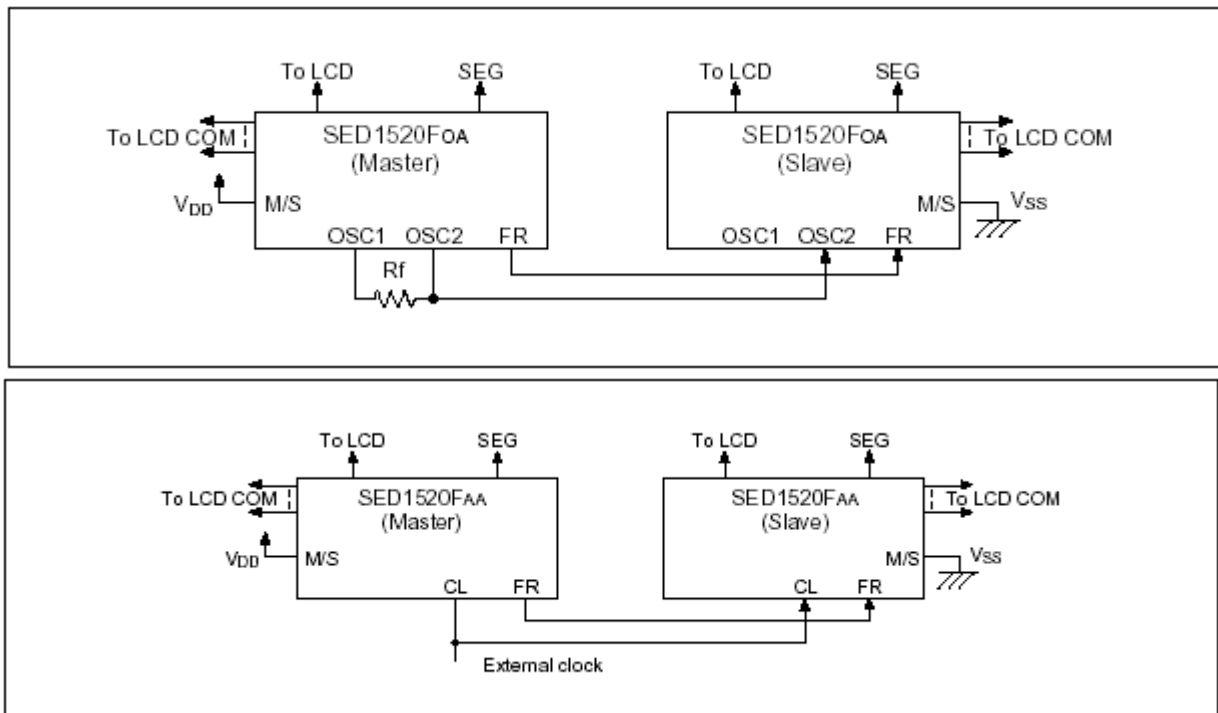 To LCD SEG To LCD SEG
To LCD COM SED1520FOA SED1520FOA To LCD COM
(Master) (Slave)
VDD M/S M/S VSS
OSC1 OSC2 FR OSC1 OSC2 FR
Rf
To LCD SEG To LCD SEG
To LCD COM SED1520FAA SED1520FAA To LCD COM
(Master) (Slave)
VDD M/S M/S VSS
CL FR CL FR
External clock